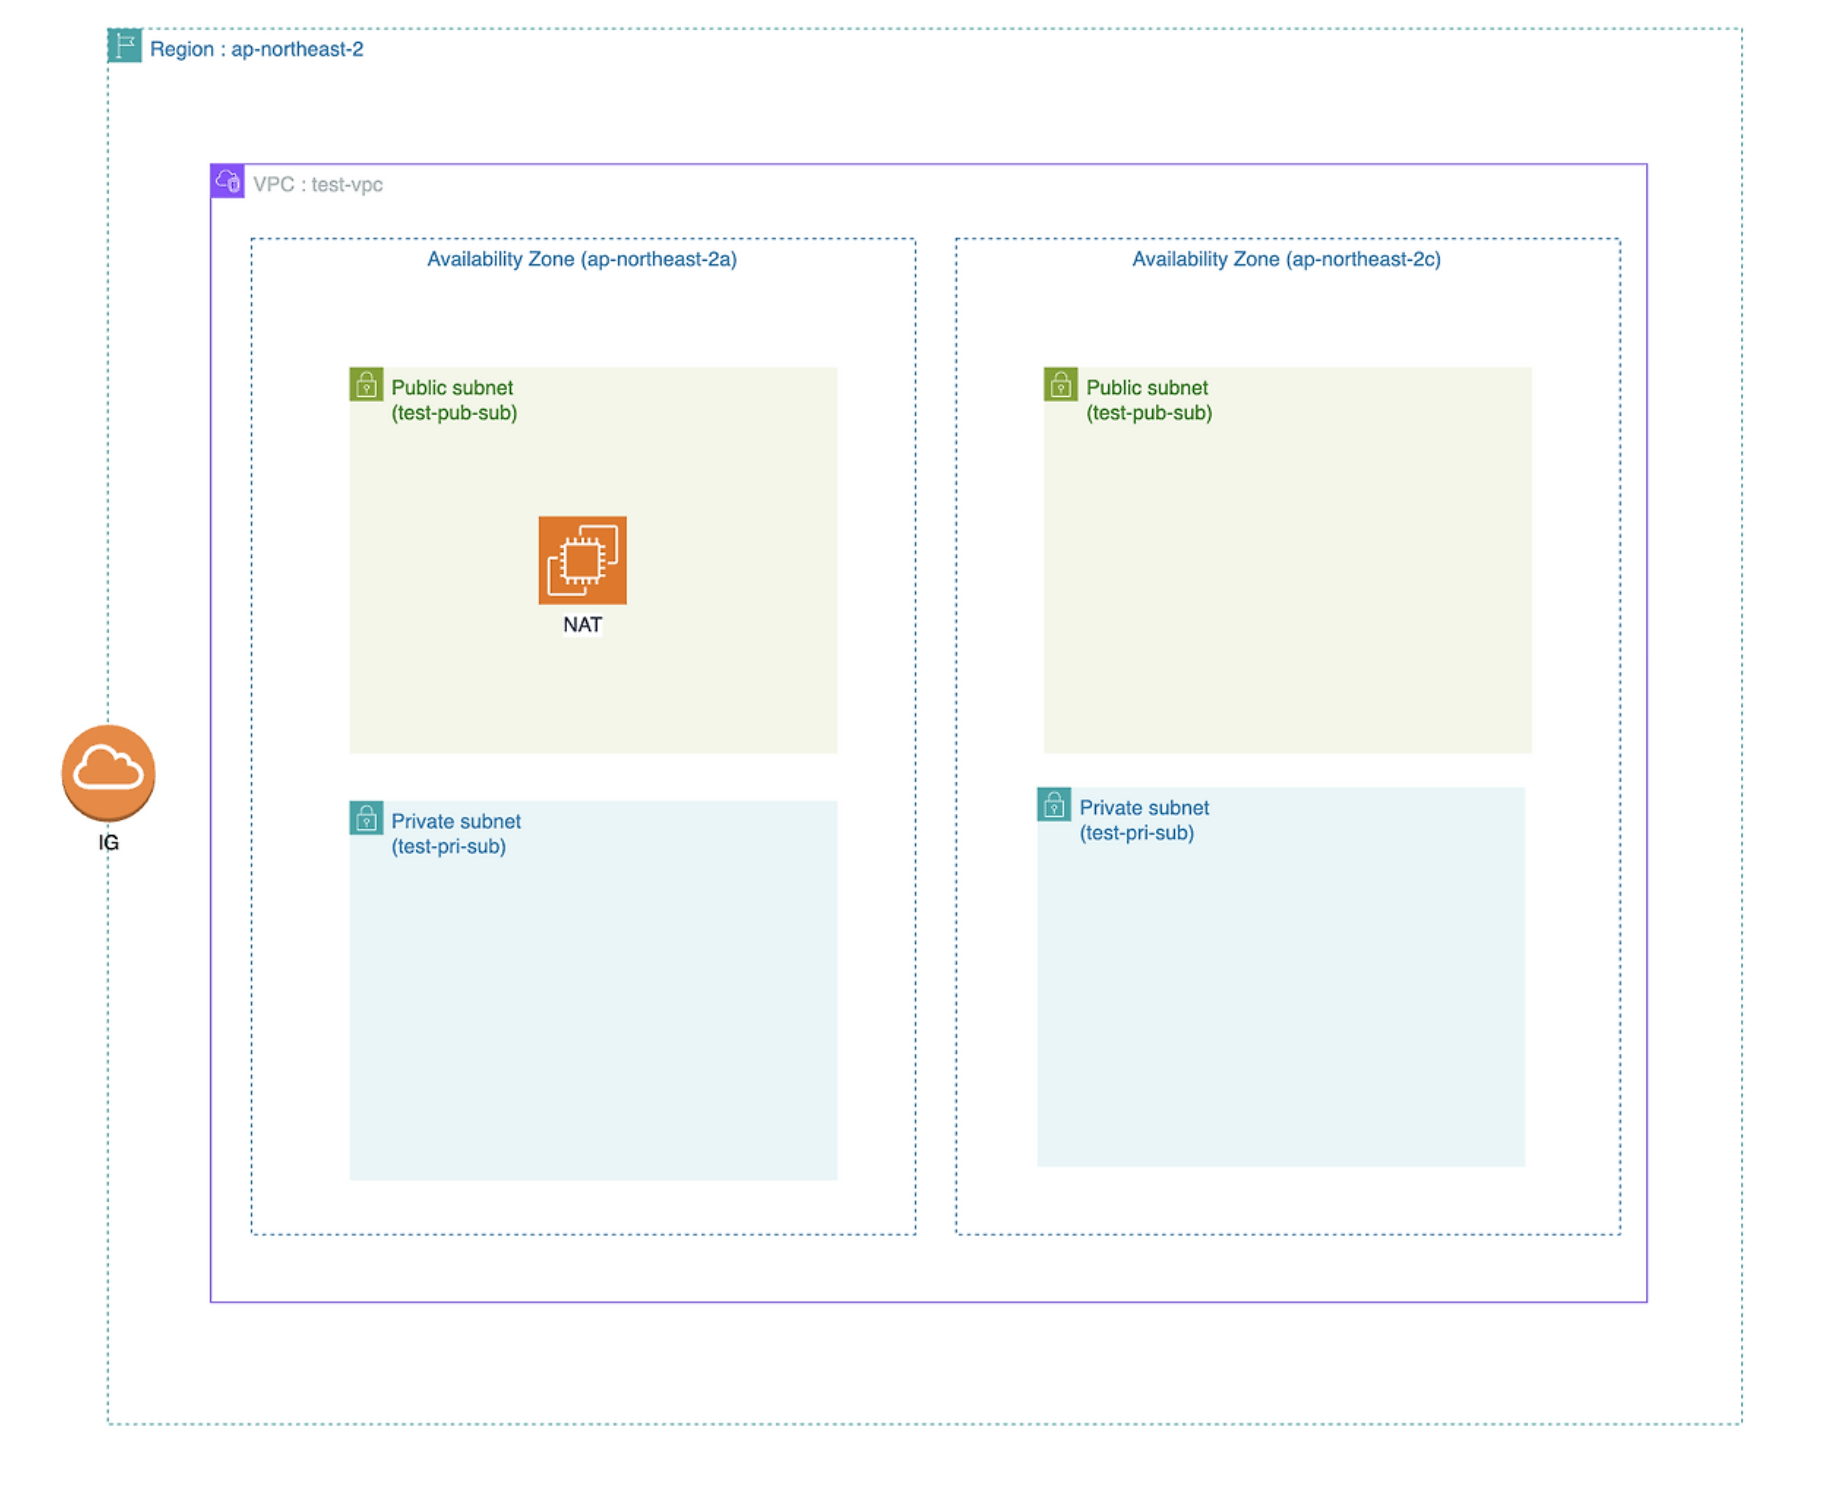 Region : ap-northeast-2
VPC : test-vpc
Availability Zone (ap-northeast-2a)
Availability Zone (ap-northeast-2c)
Public subnet
(test-pub-sub)
Public subnet
(test-pub-sub)
NAT
IG
Private subnet
(test-pri-sub)
Private subnet
(test-pri-sub)